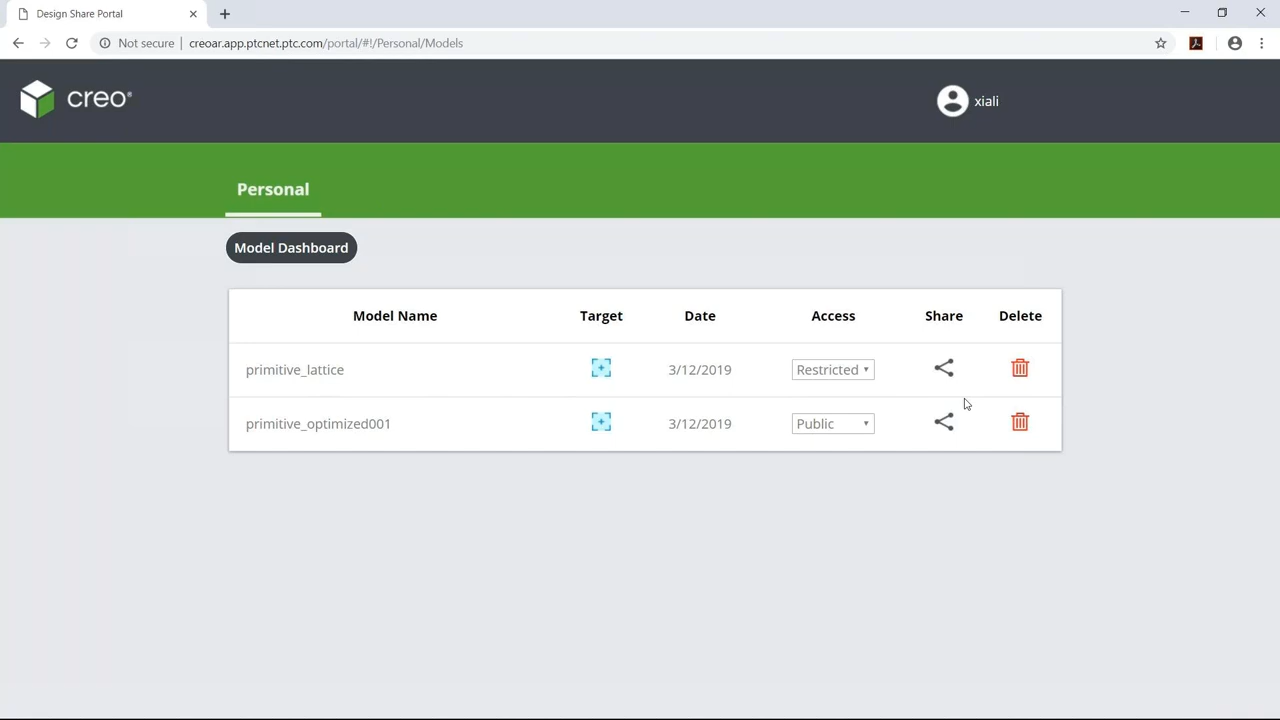 Design Share Portal
Not secure | creoar.app.ptcnet.ptc.com/portal/#!/Personal/Models
creo®
xiali
Personal
Model Dashboard
Model Name Target Date Access Share Delete
primitive_lattice 3/12/2019 Restricted
primitive_optimized001 3/12/2019 Public